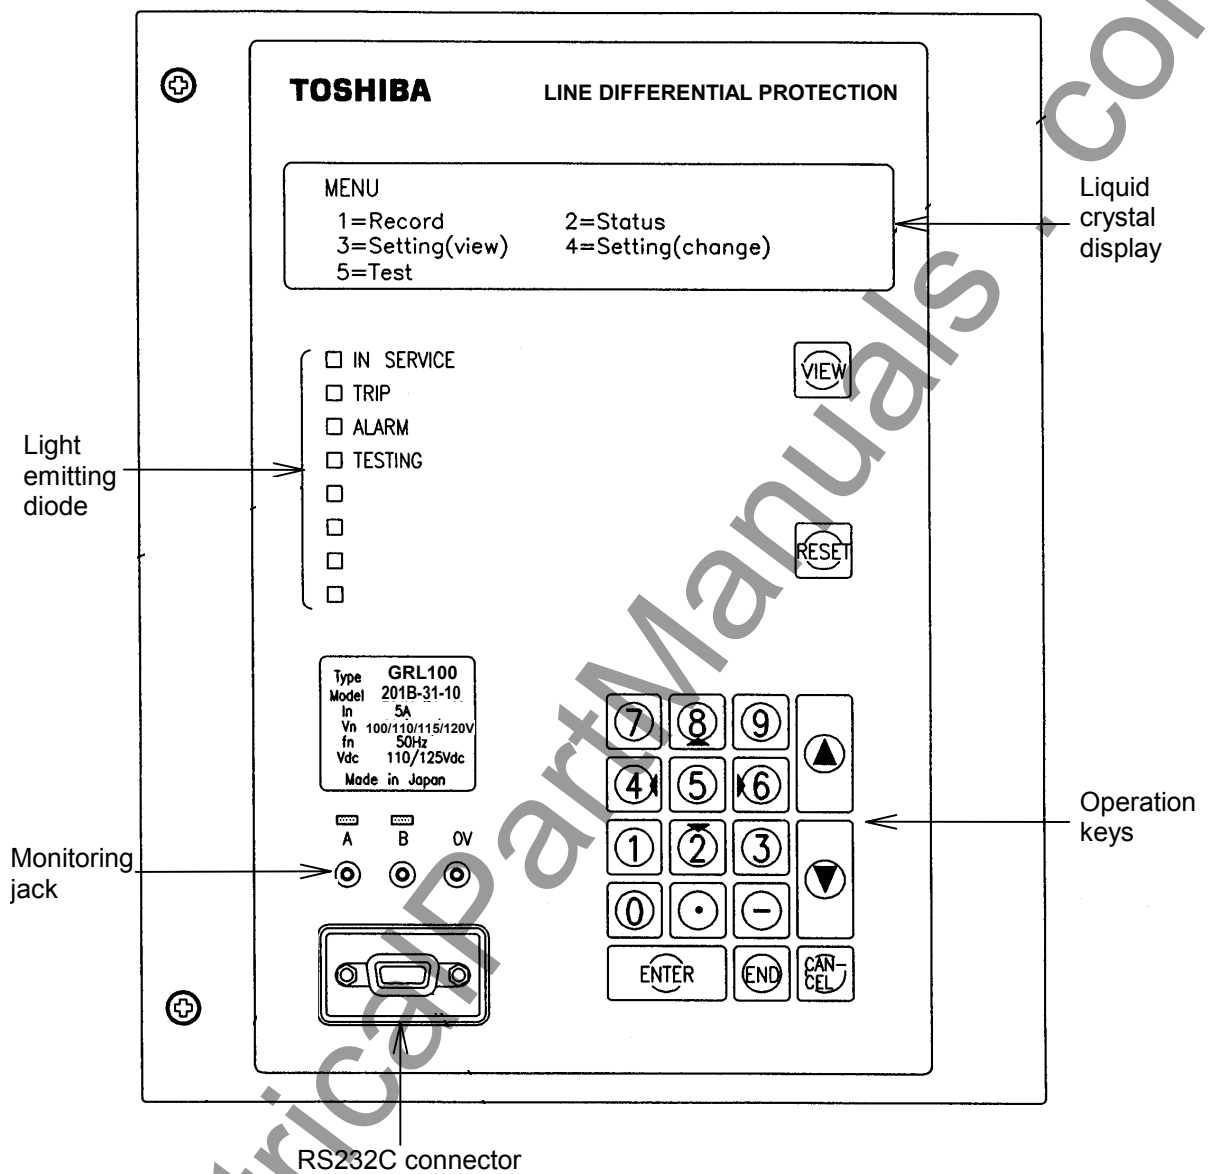 TOSHIBA LINE DIFFERENTIAL PROTECTION
MENU
1=Record 2=Status
3=Setting(view) 4=Setting(change)
5=Test
Liquid
crystal
display
IN SERVICE
TRIP
ALARM
TESTING
Light
emitting
diode
VIEW
RESET
Type GRL100
Model 201B-31-10
In 5A
Vn 100/110/115/120V
fn 50Hz
Vdc 110/125Vdc
Made in Japan
A B 0V
Monitoring
jack
7 8 9
4 5 6
1 2 3
0 · −
ENTER END CAN-
CEL
Operation
keys
RS232C connector
tricalPartManuals . co